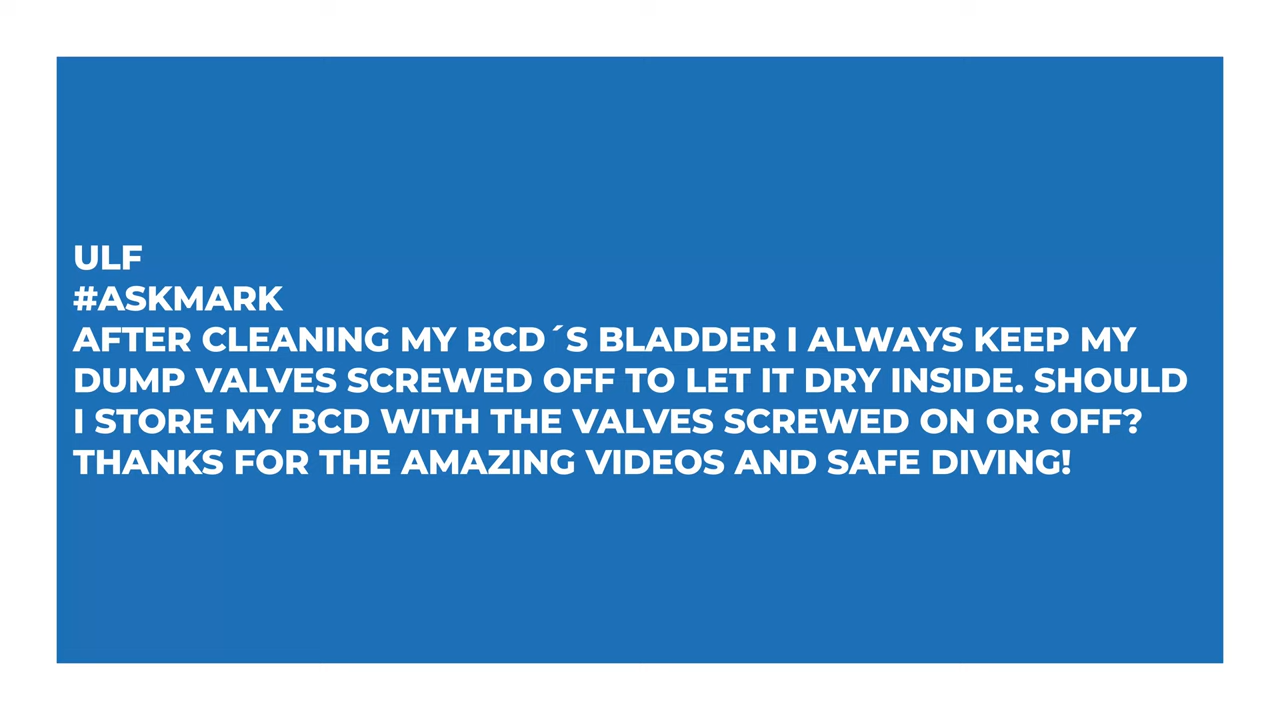 ULF
#ASKMARK
AFTER CLEANING MY BCD´S BLADDER I ALWAYS KEEP MY
DUMP VALVES SCREWED OFF TO LET IT DRY INSIDE. SHOULD
I STORE MY BCD WITH THE VALVES SCREWED ON OR OFF?
THANKS FOR THE AMAZING VIDEOS AND SAFE DIVING!